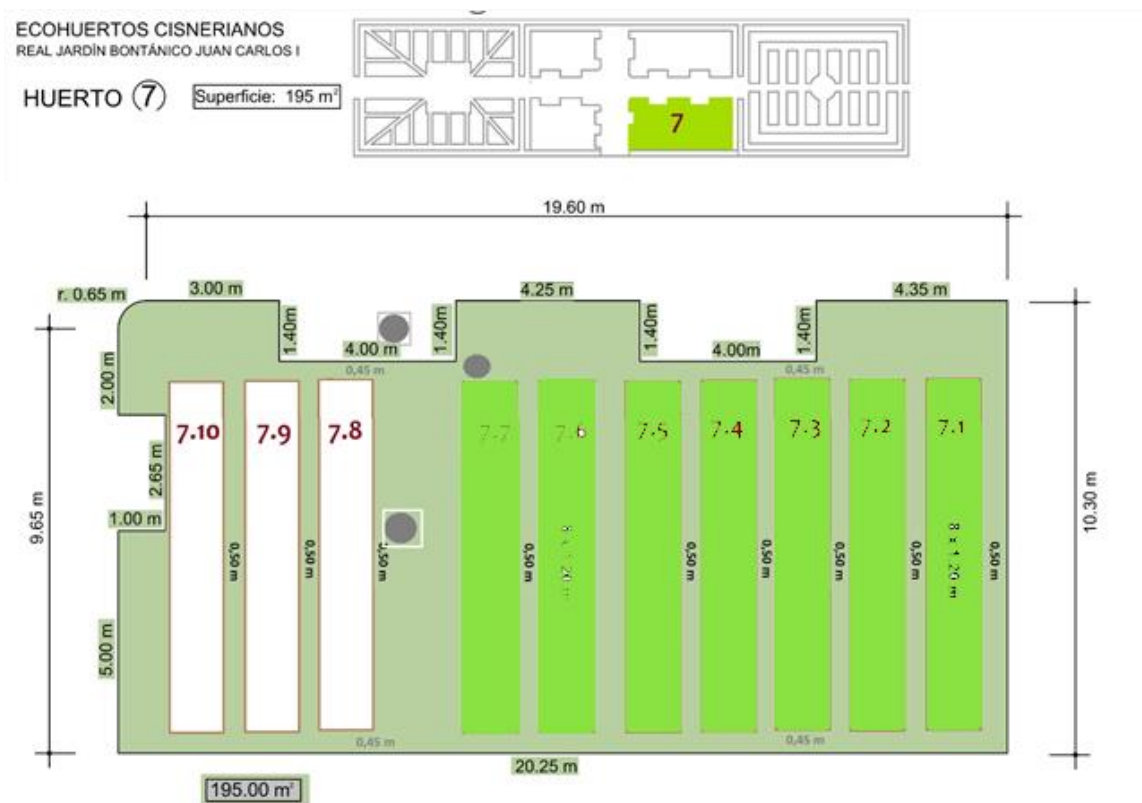 ECOHUERTOS CISNERIANOS
REAL JARDÍN BONTÁNICO JUAN CARLOS I
HUERTO 7
Superficie: 195 m²
7
19.60 m
r. 0.65 m
3.00 m
4.25 m
4.35 m
1.40m
1.40m
1.40m
1.40m
4.00 m
4.00m
0,45 m
0,45 m
2.00 m
7.10
7.9
7.8
7.7
7.6
7.5
7.4
7.3
7.2
7.1
2.65 m
1.00 m
9.65 m
10.30 m
0,50 m
0,50 m
0,50 m
0,50 m
8 x 1,20 m
0,50 m
0,50 m
0,50 m
0,50 m
8 x 1,20 m
0,50 m
5.00 m
0,45 m
0,45 m
20.25 m
195.00 m²